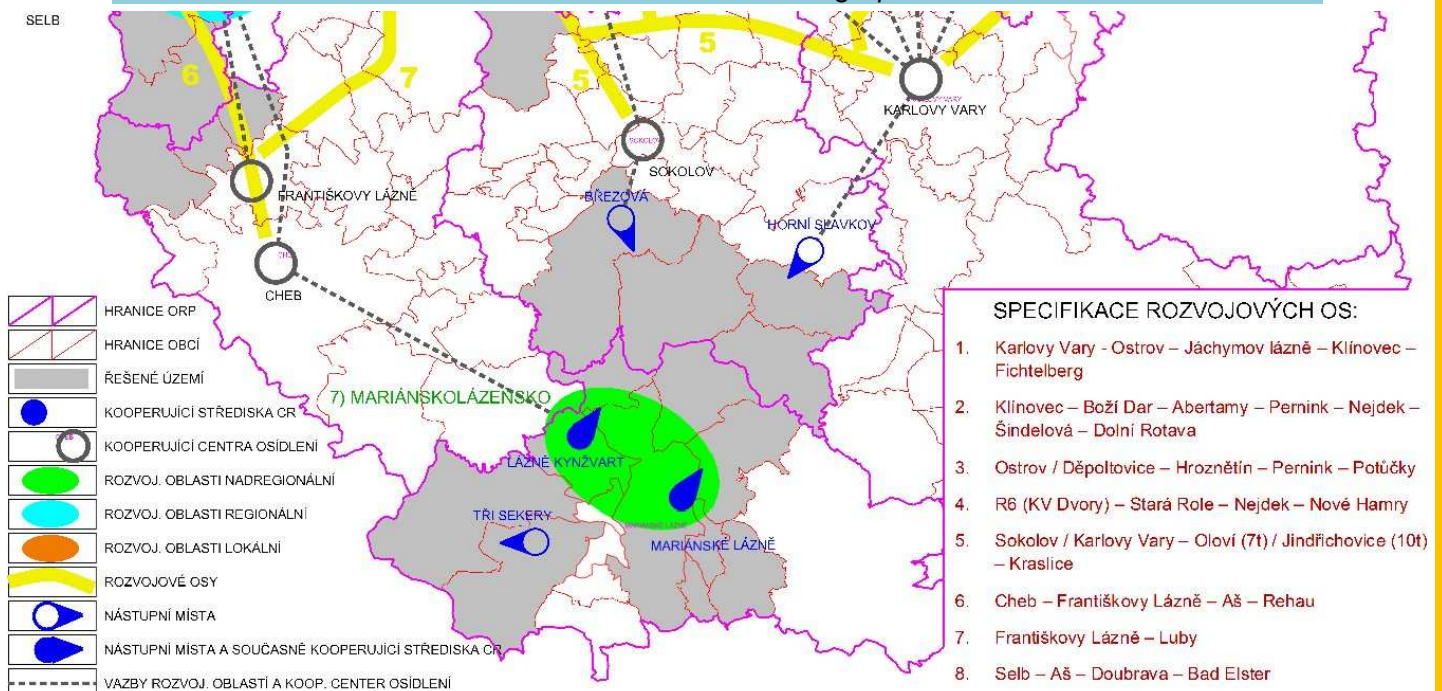 SELB
6
7
5
5
KARLOVY VARY
SOKOLOV
SOKOLOV
FRANTIŠKOVY LÁZNĚ
BŘEZOVÁ
HORNÍ SLAVKOV
CHEB
7) MARIÁNSKOLÁZEŇSKO
LÁZNĚ KYNŽVART
TŘI SEKERY
MARIÁNSKÉ LÁZNĚ
HRANICE ORP
HRANICE OBCÍ
ŘEŠENÉ ÚZEMÍ
KOOPERUJÍCÍ STŘEDISKA CR
KOOPERUJÍCÍ CENTRA OSÍDLENÍ
ROZVOJ. OBLASTI NADREGIONÁLNÍ
ROZVOJ. OBLASTI REGIONÁLNÍ
ROZVOJ. OBLASTI LOKÁLNÍ
ROZVOJOVÉ OSY
NÁSTUPNÍ MÍSTA
NÁSTUPNÍ MÍSTA A SOUČASNĚ KOOPERUJÍCÍ STŘEDISKA CR
VAZBY ROZVOJ. OBLASTÍ A KOOP. CENTER OSÍDLENÍ
SPECIFIKACE ROZVOJOVÝCH OS:
1. Karlovy Vary - Ostrov – Jáchymov lázně – Klínovec –
Fichtelberg
2. Klínovec – Boží Dar – Abertamy – Pernink – Nejdek –
Šindelová – Dolní Rotava
3. Ostrov / Děpoltovice – Hroznětín – Pernink – Potůčky
4. R6 (KV Dvory) – Stará Role – Nejdek – Nové Hamry
5. Sokolov / Karlovy Vary – Oloví (7t) / Jindřichovice (10t)
– Kraslice
6. Cheb – Františkovy Lázně – Aš – Rehau
7. Františkovy Lázně – Luby
8. Selb – Aš – Doubrava – Bad Elster